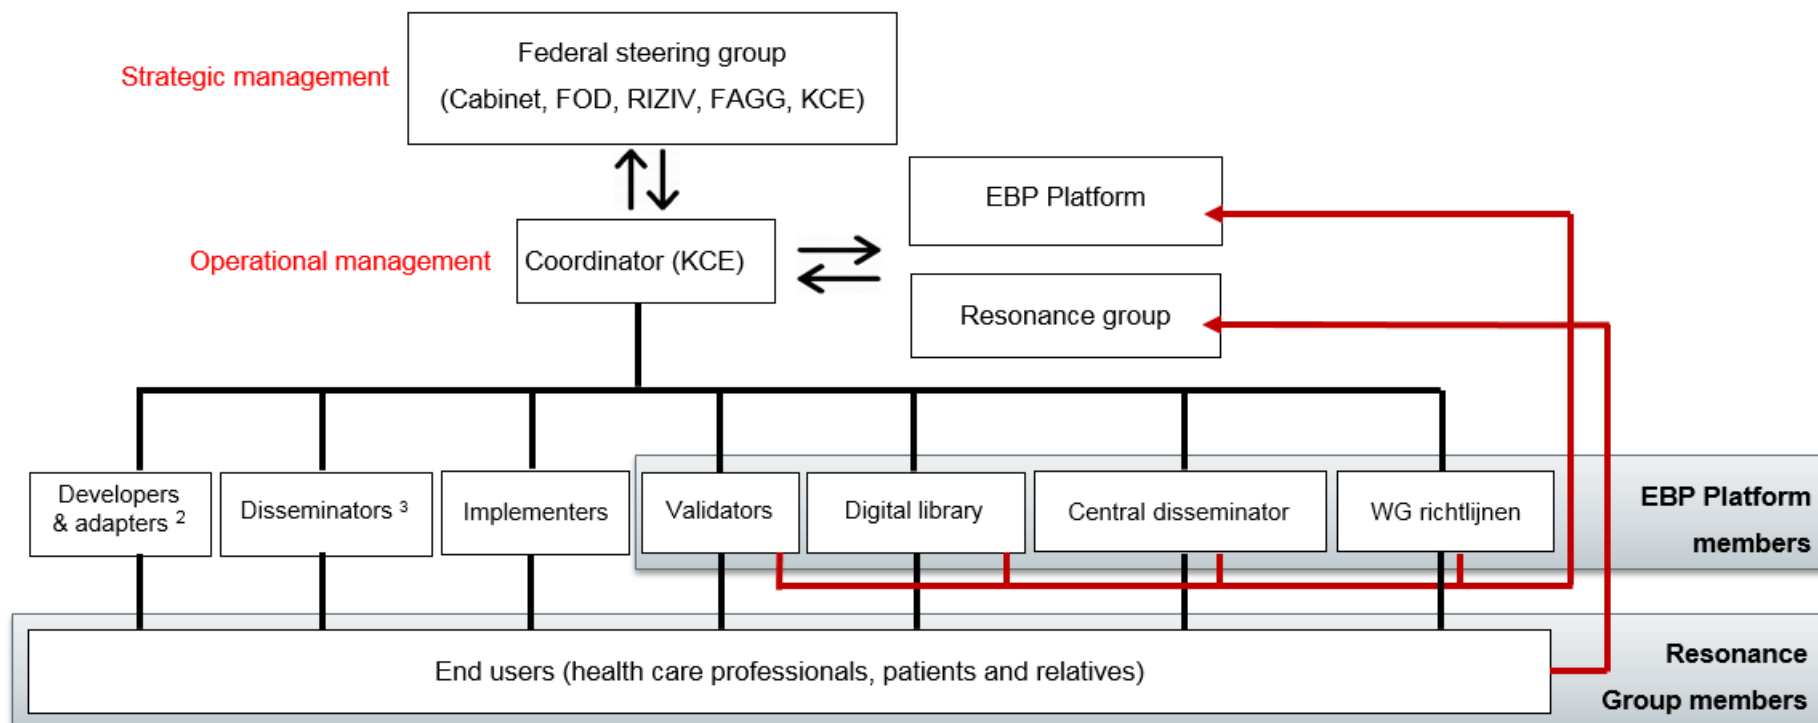 Federal steering group
(Cabinet, FOD, RIZIV, FAGG, KCE)
Strategic management
EBP Platform
Operational management
Coordinator (KCE)
Resonance group
Developers
& adapters ²
Disseminators ³
Implementers
Validators
Digital library
Central disseminator
WG richtlijnen
EBP Platform
members
End users (health care professionals, patients and relatives)
Resonance
Group members